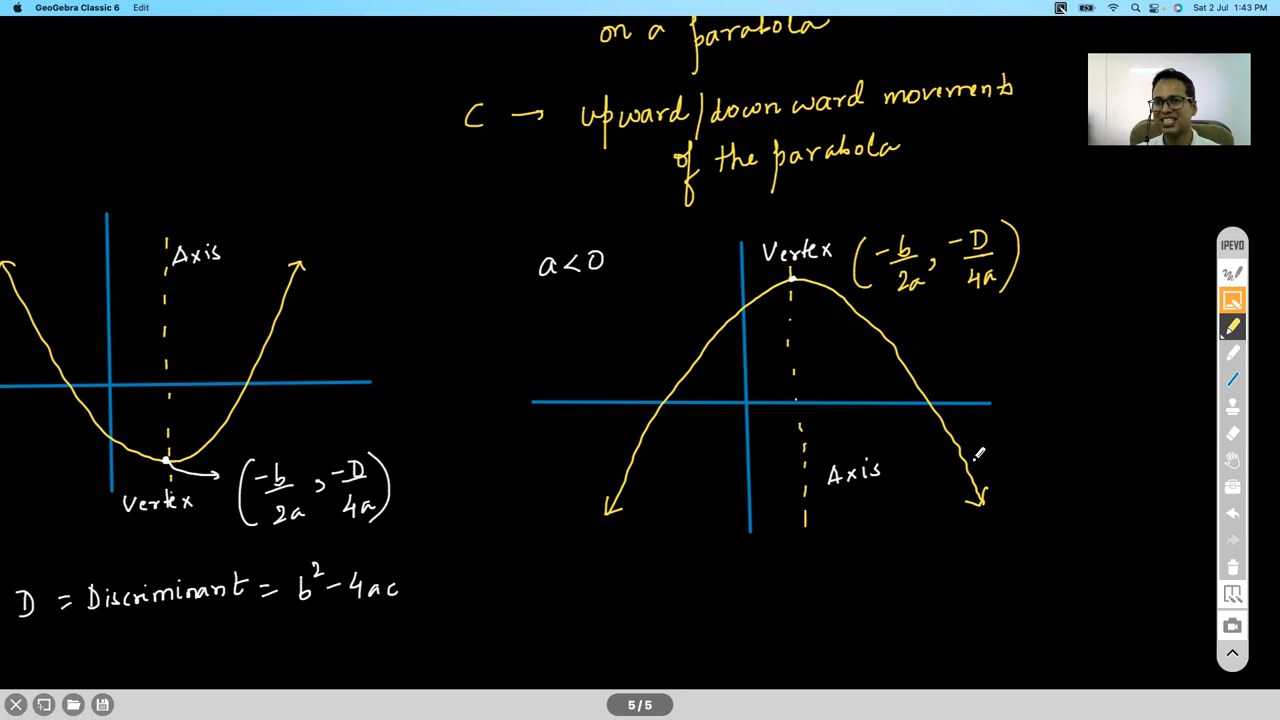 GeoGebra Classic 6 Edit
Sat 2 Jul 1:43 PM
on a parabola
C → upward/downward movements
of the parabola
Axis
Vertex
(-b/2a, -D/4a)
D = Discriminant = b² - 4ac
a < 0
Vertex (-b/2a, -D/4a)
Axis
IPEVO
5/5